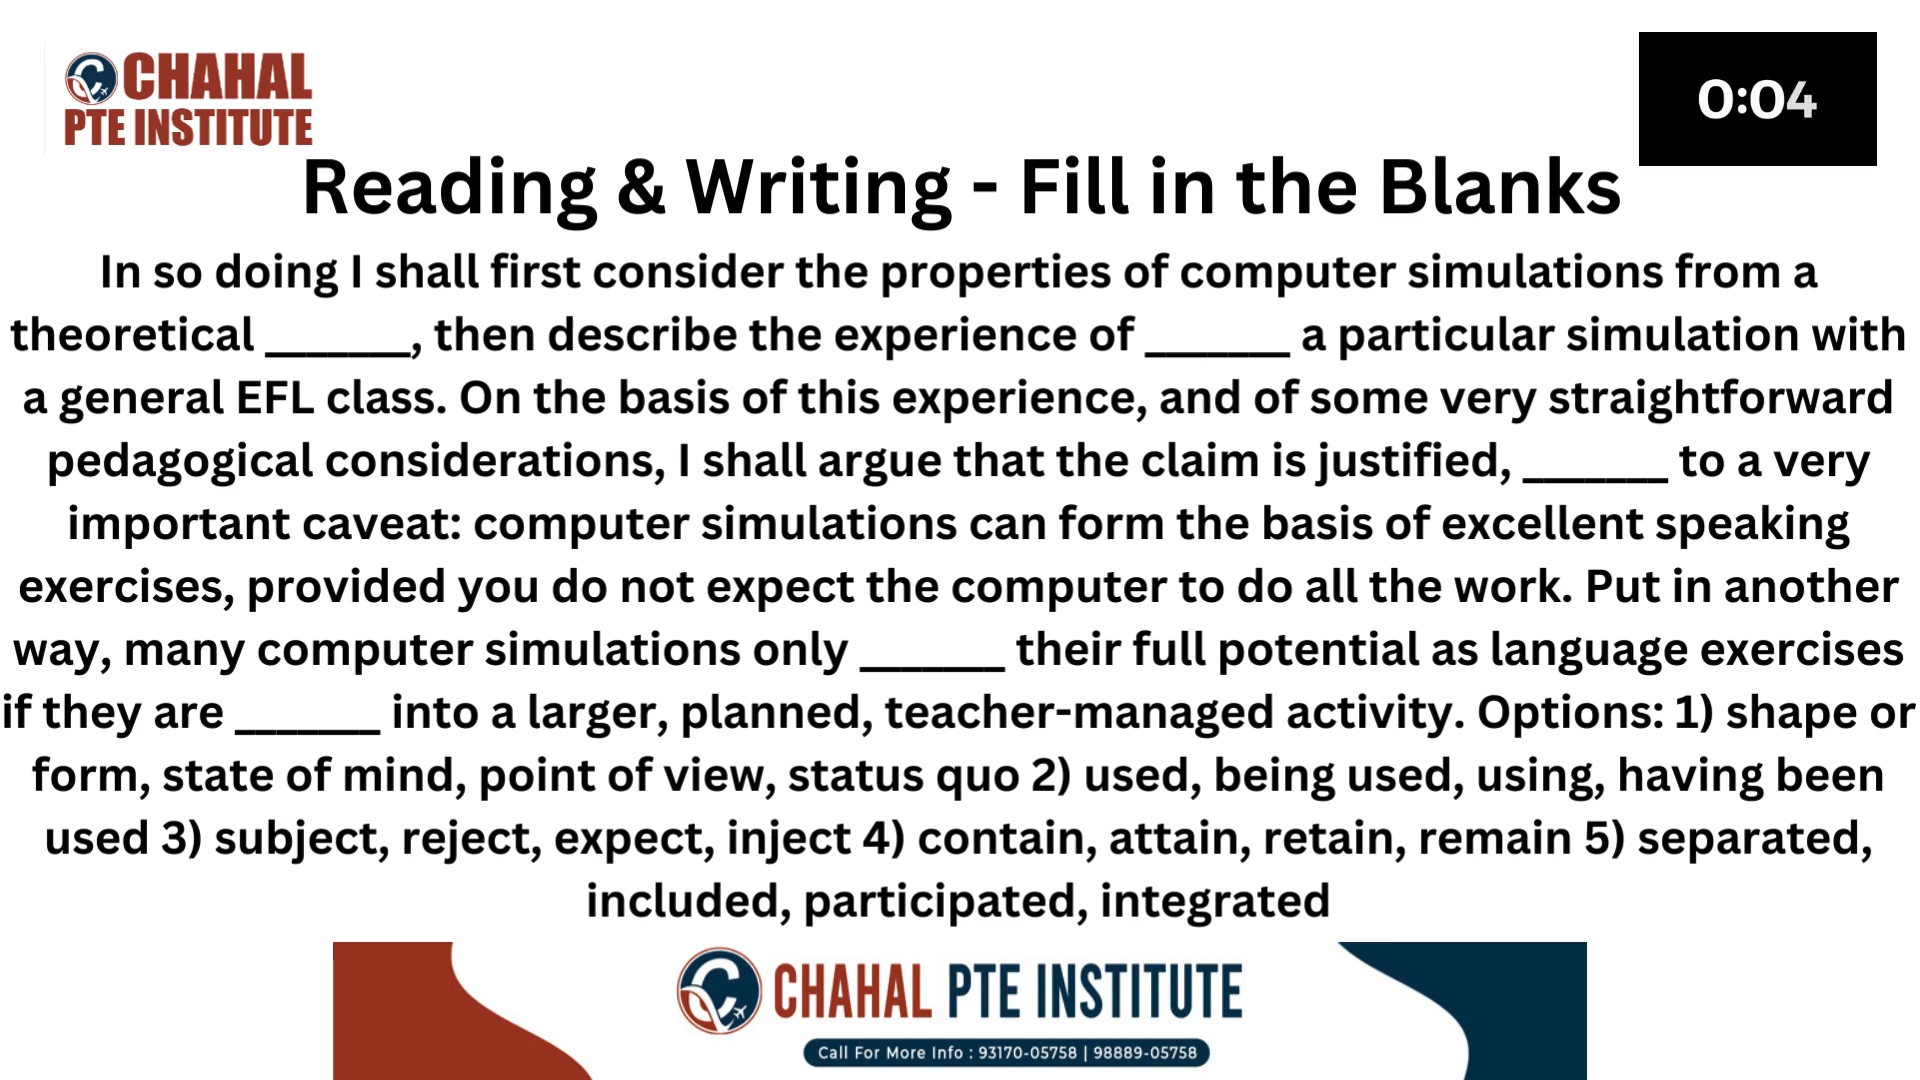 CHAHAL
PTE INSTITUTE
0:04
Reading & Writing - Fill in the Blanks
In so doing I shall first consider the properties of computer simulations from a
theoretical ______, then describe the experience of ______ a particular simulation with
a general EFL class. On the basis of this experience, and of some very straightforward
pedagogical considerations, I shall argue that the claim is justified, ______ to a very
important caveat: computer simulations can form the basis of excellent speaking
exercises, provided you do not expect the computer to do all the work. Put in another
way, many computer simulations only ______ their full potential as language exercises
if they are ______ into a larger, planned, teacher-managed activity. Options: 1) shape or
form, state of mind, point of view, status quo 2) used, being used, using, having been
used 3) subject, reject, expect, inject 4) contain, attain, retain, remain 5) separated,
included, participated, integrated
CHAHAL PTE INSTITUTE
Call For More Info : 93170-05758 | 98889-05758